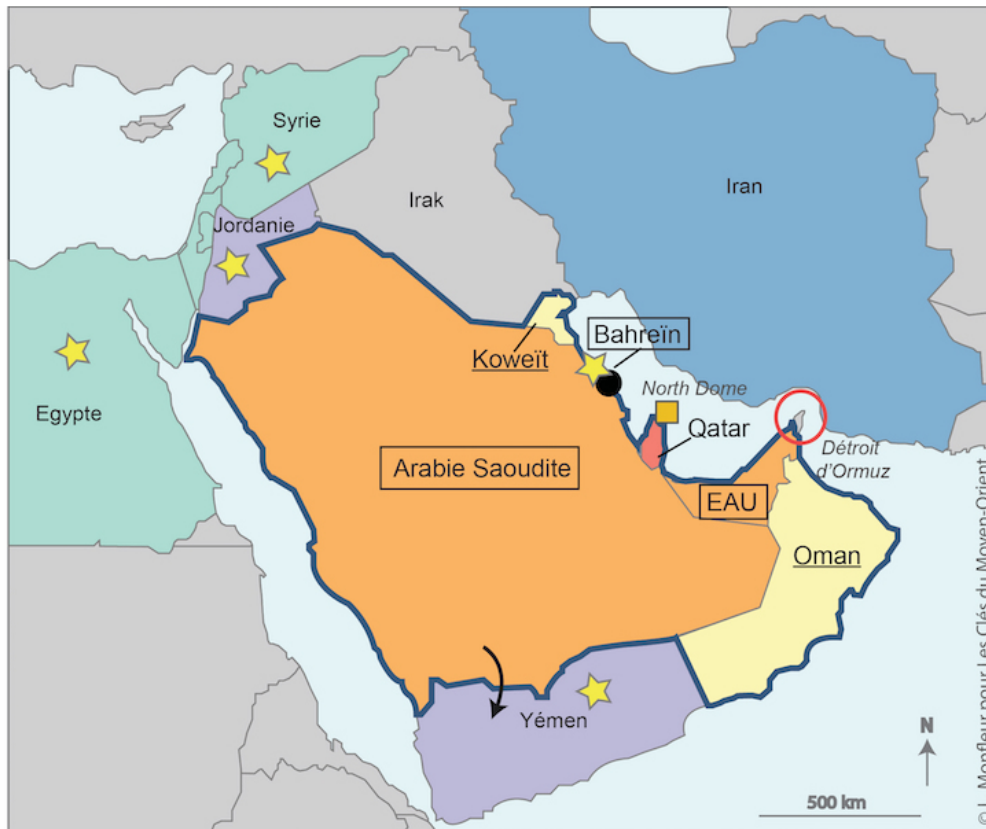 Syrie
Iran
Irak
Jordanie
Bahreïn
Koweït
North Dome
Egypte
Qatar
Détroit
d'Ormuz
Arabie Saoudite
EAU
Oman
Yémen
N
500 km
© L. Monfleur pour Les Clés du Moyen-Orient